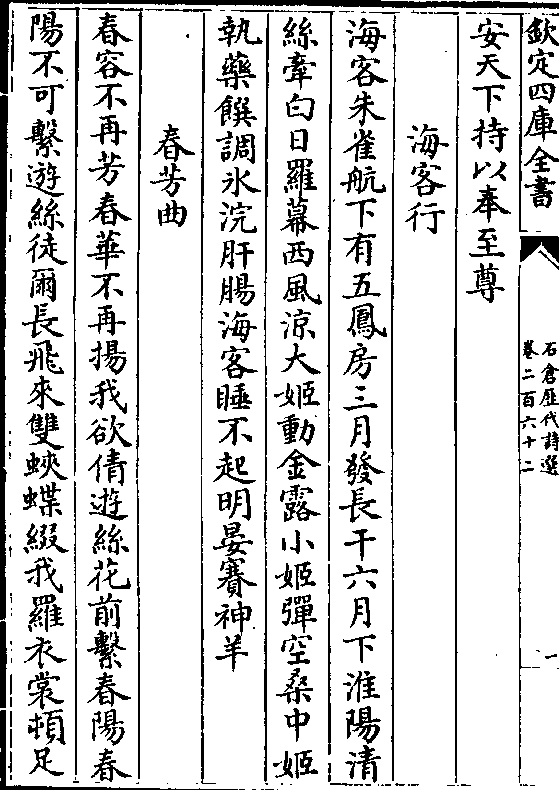 欽定四庫全書
石倉歴代詩選
卷二百六十二
一
安天下持以奉至尊
海客行
海客朱雀航下有五鳳房三月發長干六月下淮陽清
絲牽白日羅幕西風涼大姬動金露小姬彈空桑中姬
執藥饌調氷浣肝腸海客睡不起明晏賽神羊
春芳曲
春容不再芳春華不再揚我欲倩遊絲花前繫春陽春
陽不可繫遊絲徒爾長飛來雙蛺蝶綴我羅衣裳頓足